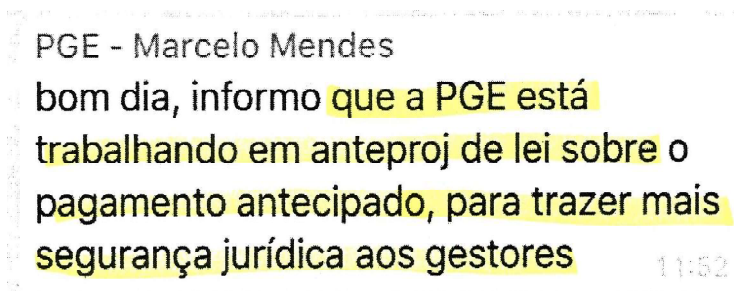 PGE - Marcelo Mendes
bom dia, informo que a PGE está
trabalhando em anteproj de lei sobre o
pagamento antecipado, para trazer mais
segurança jurídica aos gestores
11:52